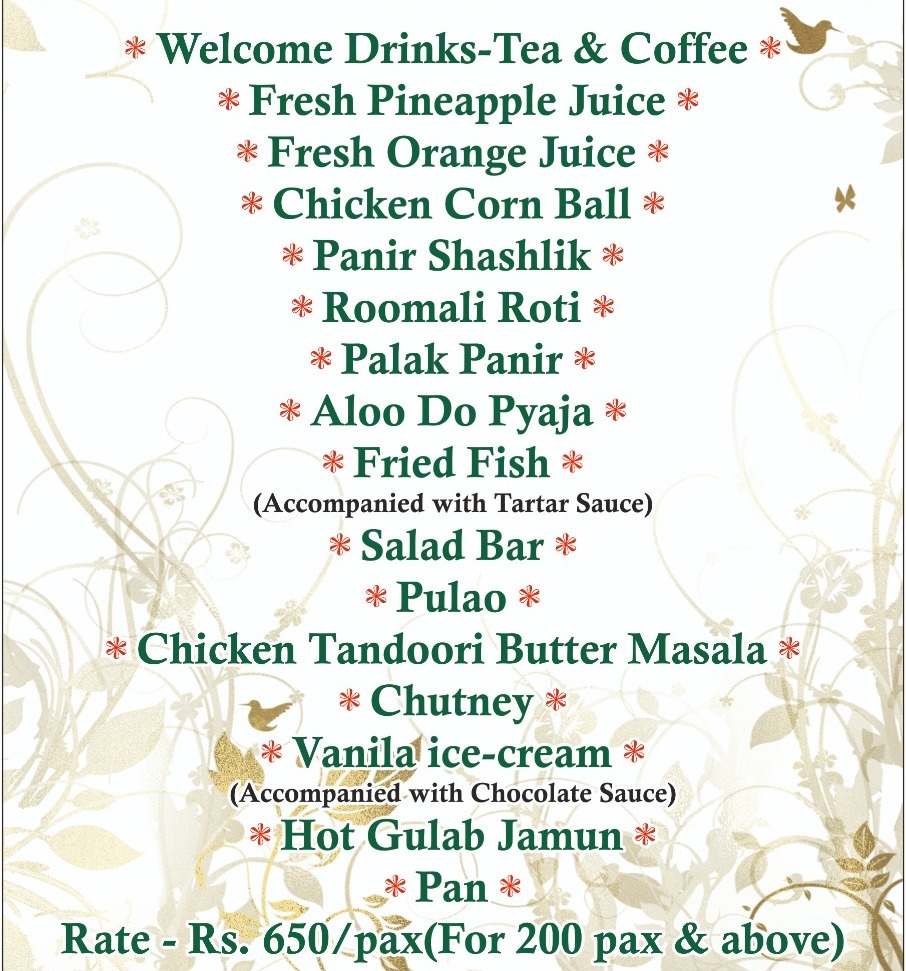 * Welcome Drinks-Tea & Coffee *
* Fresh Pineapple Juice *
* Fresh Orange Juice *
* Chicken Corn Ball *
* Panir Shashlik *
* Roomali Roti *
* Palak Panir *
* Aloo Do Pyaja *
* Fried Fish *
(Accompanied with Tartar Sauce)
* Salad Bar *
* Pulao *
* Chicken Tandoori Butter Masala *
* Chutney *
* Vanila ice-cream *
(Accompanied with Chocolate Sauce)
* Hot Gulab Jamun *
* Pan *
Rate - Rs. 650/pax(For 200 pax & above)